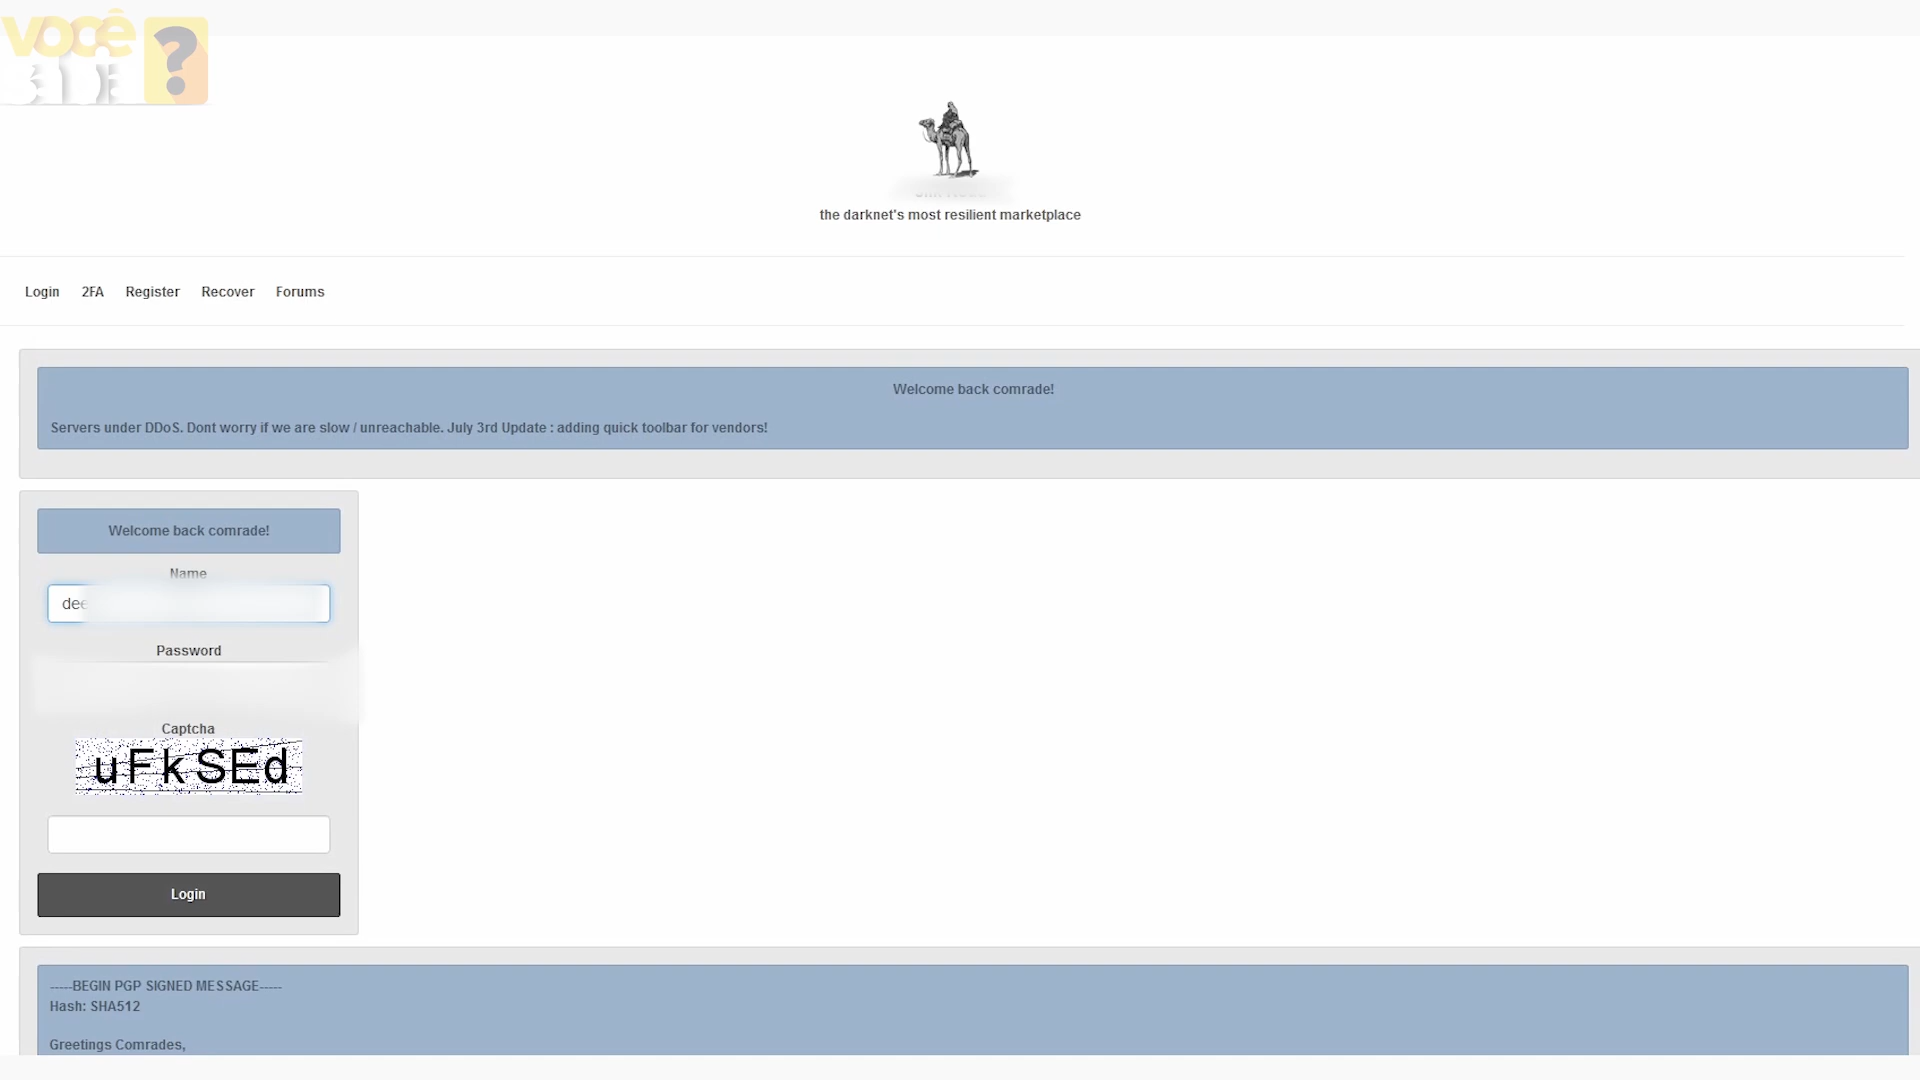 você
sabia
?
the darknet's most resilient marketplace
Login 2FA Register Recover Forums
Welcome back comrade!
Servers under DDoS. Dont worry if we are slow / unreachable. July 3rd Update : adding quick toolbar for vendors!
Welcome back comrade!
Name
dee
Password
Captcha
uFkSEd
Login
-----BEGIN PGP SIGNED MESSAGE-----
Hash: SHA512
Greetings Comrades,